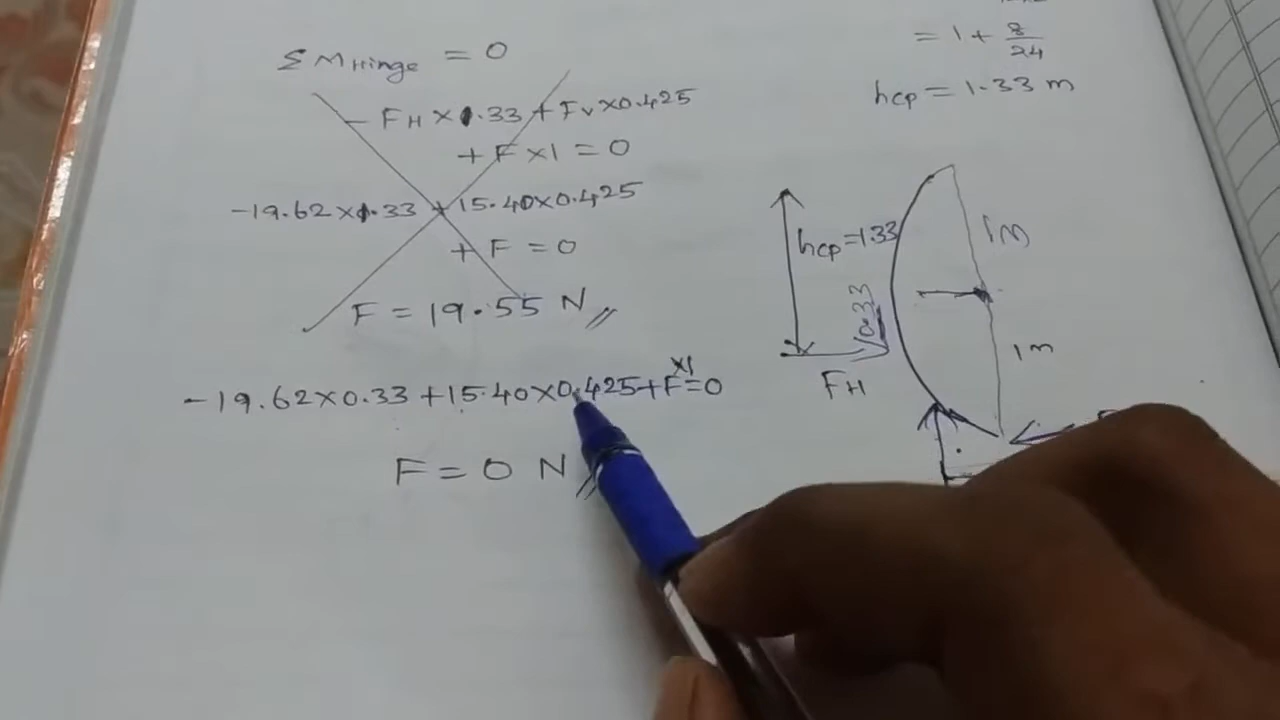 ΣM Hinge = 0
- FH × 1.33 + Fv × 0.425
+ F × 1 = 0
-19.62 × 1.33 + 15.40 × 0.425
+ F = 0
F = 19.55 N //
×1
-19.62 × 0.33 + 15.40 × 0.425 + F = 0
F = 0 N //
= 1 + 8/24
hcp = 1.33 m
hcp = 1.33
1m
0.33
1m
FH